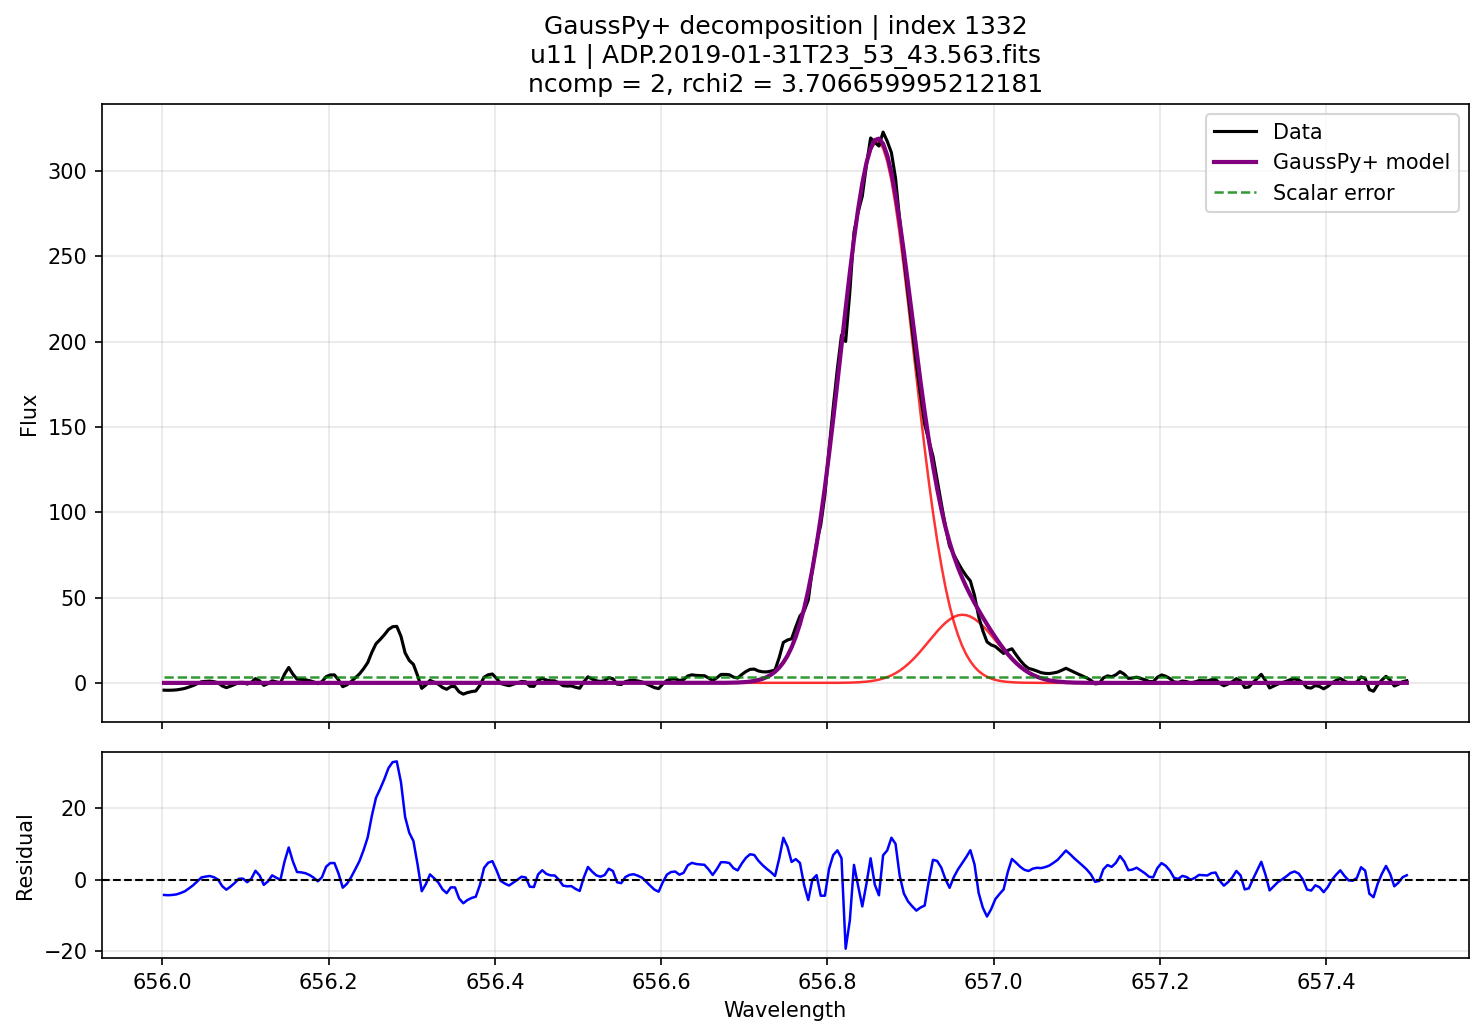 GaussPy+ decomposition | index 1332
u11 | ADP.2019-01-31T23_53_43.563.fits
ncomp = 2, rchi2 = 3.706659995212181
Data
GaussPy+ model
Scalar error
Flux
300
250
200
150
100
50
0
Residual
20
0
−20
656.0 656.2 656.4 656.6 656.8 657.0 657.2 657.4
Wavelength